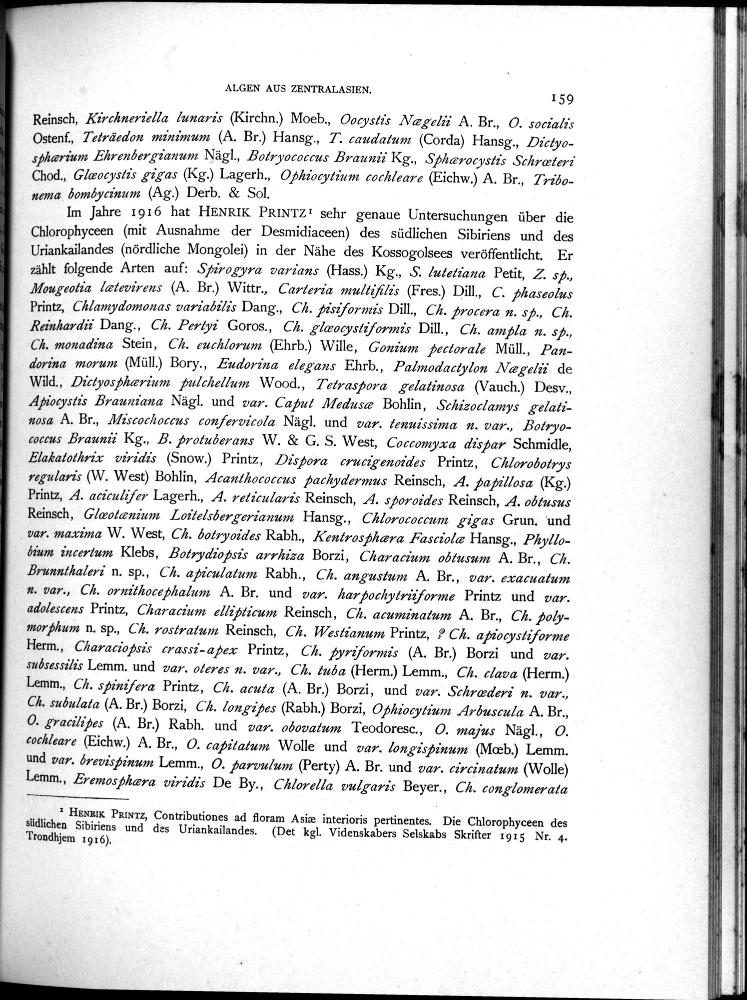 ALGEN AUS ZENTRALASIEN.
159
Reinsch, Kirchneriella lunaris (Kirchn.) Moeb., Oocystis Nægelii A. Br., O. socialis
Ostenf., Teträedon minimum (A. Br.) Hansg., T. caudatum (Corda) Hansg., Dictyo-
sphærium Ehrenbergianum Nägl., Botryococcus Braunii Kg., Sphærocystis Schrœteri
Chod., Glæocystis gigas (Kg.) Lagerh., Ophiocytium cochleare (Eichw.) A. Br., Tribo-
nema bombycinum (Ag.) Derb. & Sol.
Im Jahre 1916 hat HENRIK PRINTZ¹ sehr genaue Untersuchungen über die
Chlorophyceen (mit Ausnahme der Desmidiaceen) des südlichen Sibiriens und des
Uriankailandes (nördliche Mongolei) in der Nähe des Kossogolsees veröffentlicht. Er
zählt folgende Arten auf: Spirogyra varians (Hass.) Kg., S. lutetiana Petit, Z. sp.,
Mougeotia lætevirens (A. Br.) Wittr., Carteria multifilis (Fres.) Dill., C. phaseolus
Printz, Chlamydomonas variabilis Dang., Ch. pisiformis Dill., Ch. procera n. sp., Ch.
Reinhardii Dang., Ch. Pertyi Goros., Ch. glæocystiformis Dill., Ch. ampla n. sp.,
Ch. monadina Stein, Ch. euchlorum (Ehrb.) Wille, Gonium pectorale Müll., Pan-
dorina morum (Müll.) Bory., Eudorina elegans Ehrb., Palmodactylon Nægelii de
Wild., Dictyosphærium pulchellum Wood., Tetraspora gelatinosa (Vauch.) Desv.,
Apiocystis Brauniana Nägl. und var. Caput Medusæ Bohlin, Schizoclamys gelati-
nosa A. Br., Miscochoccus confervicola Nägl. und var. tenuissima n. var., Botryo-
coccus Braunii Kg., B. protuberans W. & G. S. West, Coccomyxa dispar Schmidle,
Elakatothrix viridis (Snow.) Printz, Dispora crucigenoides Printz, Chlorobotrys
regularis (W. West) Bohlin, Acanthococcus pachydermus Reinsch, A. papillosa (Kg.)
Printz, A. aciculifer Lagerh., A. reticularis Reinsch, A. sporoides Reinsch, A. obtusus
Reinsch, Glæotænium Loitelsbergerianum Hansg., Chlorococcum gigas Grun. und
var. maxima W. West, Ch. botryoides Rabh., Kentrosphæra Fasciolæ Hansg., Phyllo-
bium incertum Klebs, Botrydiopsis arrhiza Borzi, Characium obtusum A. Br., Ch.
Brunnthaleri n. sp., Ch. apiculatum Rabh., Ch. angustum A. Br., var. exacuatum
n. var., Ch. ornithocephalum A. Br. und var. harpochytriiforme Printz und var.
adolescens Printz, Characium ellipticum Reinsch, Ch. acuminatum A. Br., Ch. poly-
morphum n. sp., Ch. rostratum Reinsch, Ch. Westianum Printz, ? Ch. apiocystiforme
Herm., Characiopsis crassi-apex Printz, Ch. pyriformis (A. Br.) Borzi und var.
subsessilis Lemm. und var. oteres n. var., Ch. tuba (Herm.) Lemm., Ch. clava (Herm.)
Lemm., Ch. spinifera Printz, Ch. acuta (A. Br.) Borzi, und var. Schrœderi n. var.,
Ch. subulata (A. Br.) Borzi, Ch. longipes (Rabh.) Borzi, Ophiocytium Arbuscula A. Br.,
O. gracilipes (A. Br.) Rabh. und var. obovatum Teodoresc., O. majus Nägl., O.
cochleare (Eichw.) A. Br., O. capitatum Wolle und var. longispinum (Mœb.) Lemm.
und var. brevispinum Lemm., O. parvulum (Perty) A. Br. und var. circinatum (Wolle)
Lemm., Eremosphæra viridis De By., Chlorella vulgaris Beyer., Ch. conglomerata
¹ HENRIK PRINTZ, Contributiones ad floram Asiæ interioris pertinentes. Die Chlorophyceen des
südlichen Sibiriens und des Uriankailandes. (Det kgl. Videnskabers Selskabs Skrifter 1915 Nr. 4.
Trondhjem 1916).